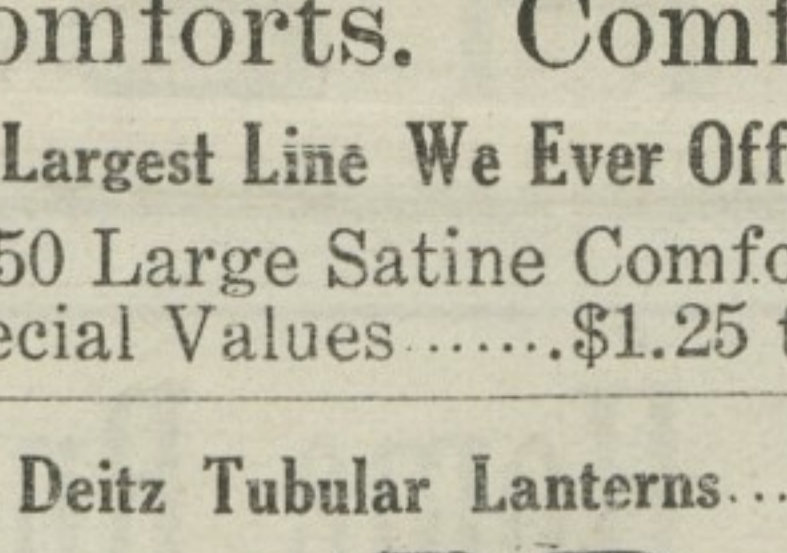 omforts. Comf
Largest Line We Ever Off
50 Large Satine Comfo
ecial Values.......$1.25 t
Deitz Tubular Lanterns...